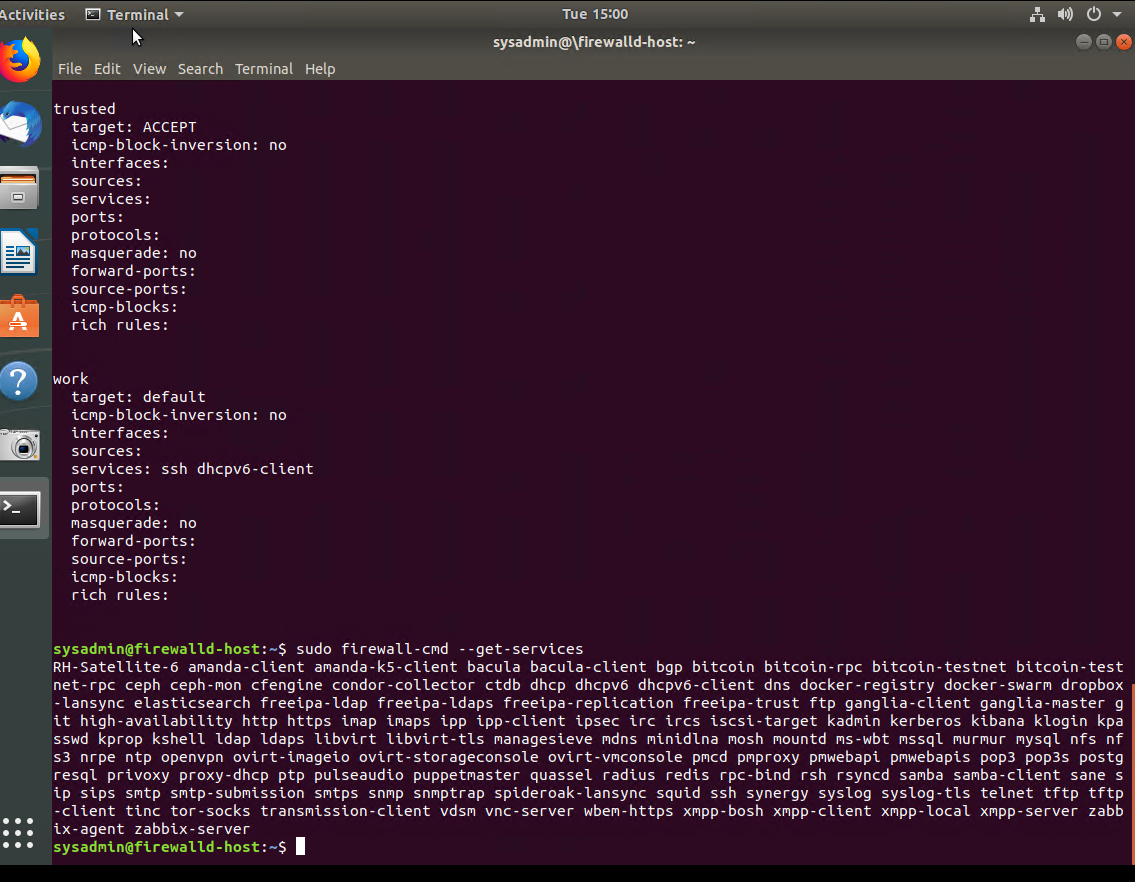 Activities Terminal Tue 15:00
sysadmin@\firewalld-host: ~
File Edit View Search Terminal Help
trusted
target: ACCEPT
icmp-block-inversion: no
interfaces:
sources:
services:
ports:
protocols:
masquerade: no
forward-ports:
source-ports:
icmp-blocks:
rich rules:
work
target: default
icmp-block-inversion: no
interfaces:
sources:
services: ssh dhcpv6-client
ports:
protocols:
masquerade: no
forward-ports:
source-ports:
icmp-blocks:
rich rules:
sysadmin@firewalld-host:~$ sudo firewall-cmd --get-services
RH-Satellite-6 amanda-client amanda-k5-client bacula bacula-client bgp bitcoin bitcoin-rpc bitcoin-testnet bitcoin-test
net-rpc ceph ceph-mon cfengine condor-collector ctdb dhcp dhcpv6 dhcpv6-client dns docker-registry docker-swarm dropbox
-lansync elasticsearch freeipa-ldap freeipa-ldaps freeipa-replication freeipa-trust ftp ganglia-client ganglia-master g
it high-availability http https imap imaps ipp ipp-client ipsec irc ircs iscsi-target kadmin kerberos kibana klogin kpa
sswd kprop kshell ldap ldaps libvirt libvirt-tls managesieve mdns minidlna mosh mountd ms-wbt mssql murmur mysql nfs nf
s3 nrpe ntp openvpn ovirt-imageio ovirt-storageconsole ovirt-vmconsole pmcd pmproxy pmwebapi pmwebapis pop3 pop3s postg
resql privoxy proxy-dhcp ptp pulseaudio puppetmaster quassel radius redis rpc-bind rsh rsyncd samba samba-client sane s
ip sips smtp smtp-submission smtps snmp snmptrap spideroak-lansync squid ssh synergy syslog syslog-tls telnet tftp tftp
-client tinc tor-socks transmission-client vdsm vnc-server wbem-https xmpp-bosh xmpp-client xmpp-local xmpp-server zabb
ix-agent zabbix-server
sysadmin@firewalld-host:~$